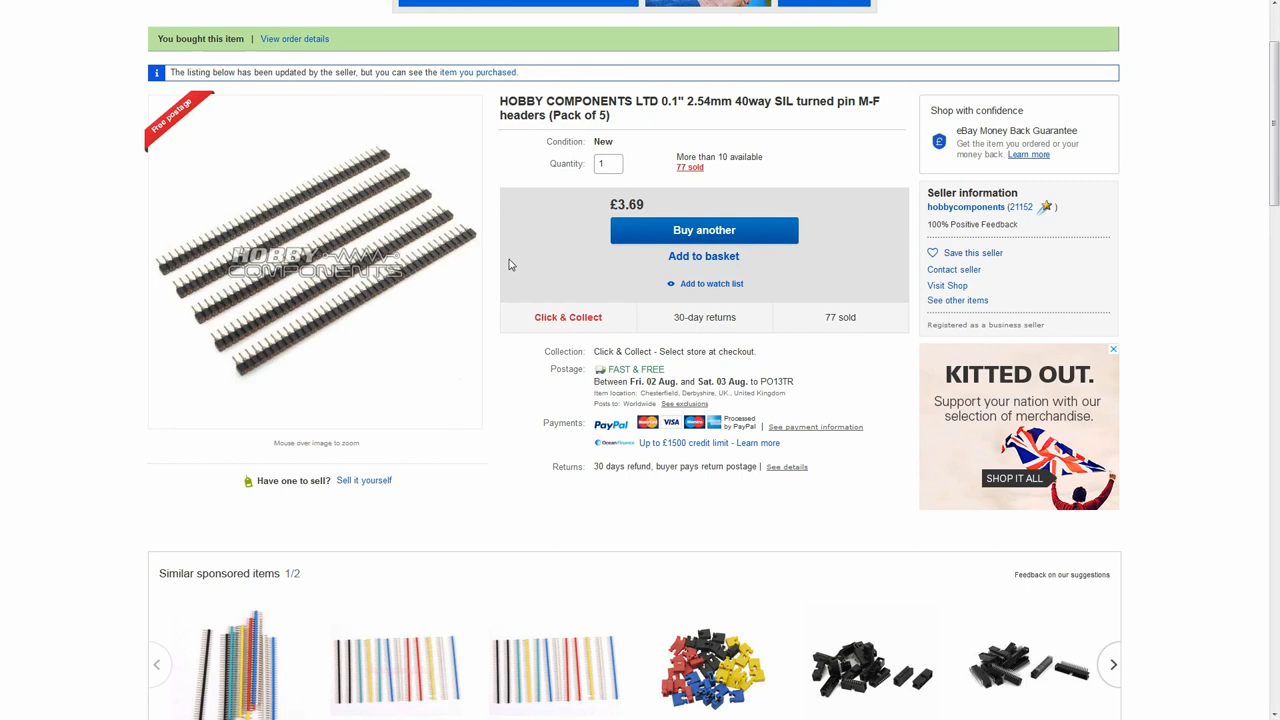 You bought this item | View order details
The listing below has been updated by the seller, but you can see the item you purchased.
Free postage
HOBBY COMPONENTS
HOBBY COMPONENTS LTD 0.1" 2.54mm 40way SIL turned pin M-F
headers (Pack of 5)
Condition: New
Quantity: 1
More than 10 available
77 sold
£3.69
Buy another
Add to basket
Add to watch list
Click & Collect
30-day returns
77 sold
Collection: Click & Collect - Select store at checkout.
Postage: FAST & FREE
Between Fri. 02 Aug. and Sat. 03 Aug. to PO13TR
Item location: Chesterfield, Derbyshire, UK, United Kingdom
Posts to: Worldwide See exclusions
Payments: PayPal VISA Processed by PayPal | See payment information
Up to £1500 credit limit - Learn more
Returns: 30 days refund, buyer pays return postage | See details
Mouse over image to zoom
Have one to sell? Sell it yourself
Shop with confidence
eBay Money Back Guarantee
Get the item you ordered or your
money back. Learn more
Seller information
hobbycomponents (21152 )
100% Positive Feedback
Save this seller
Contact seller
Visit Shop
See other items
Registered as a business seller
KITTED OUT.
Support your nation with our
selection of merchandise.
SHOP IT ALL
Similar sponsored items 1/2
Feedback on our suggestions